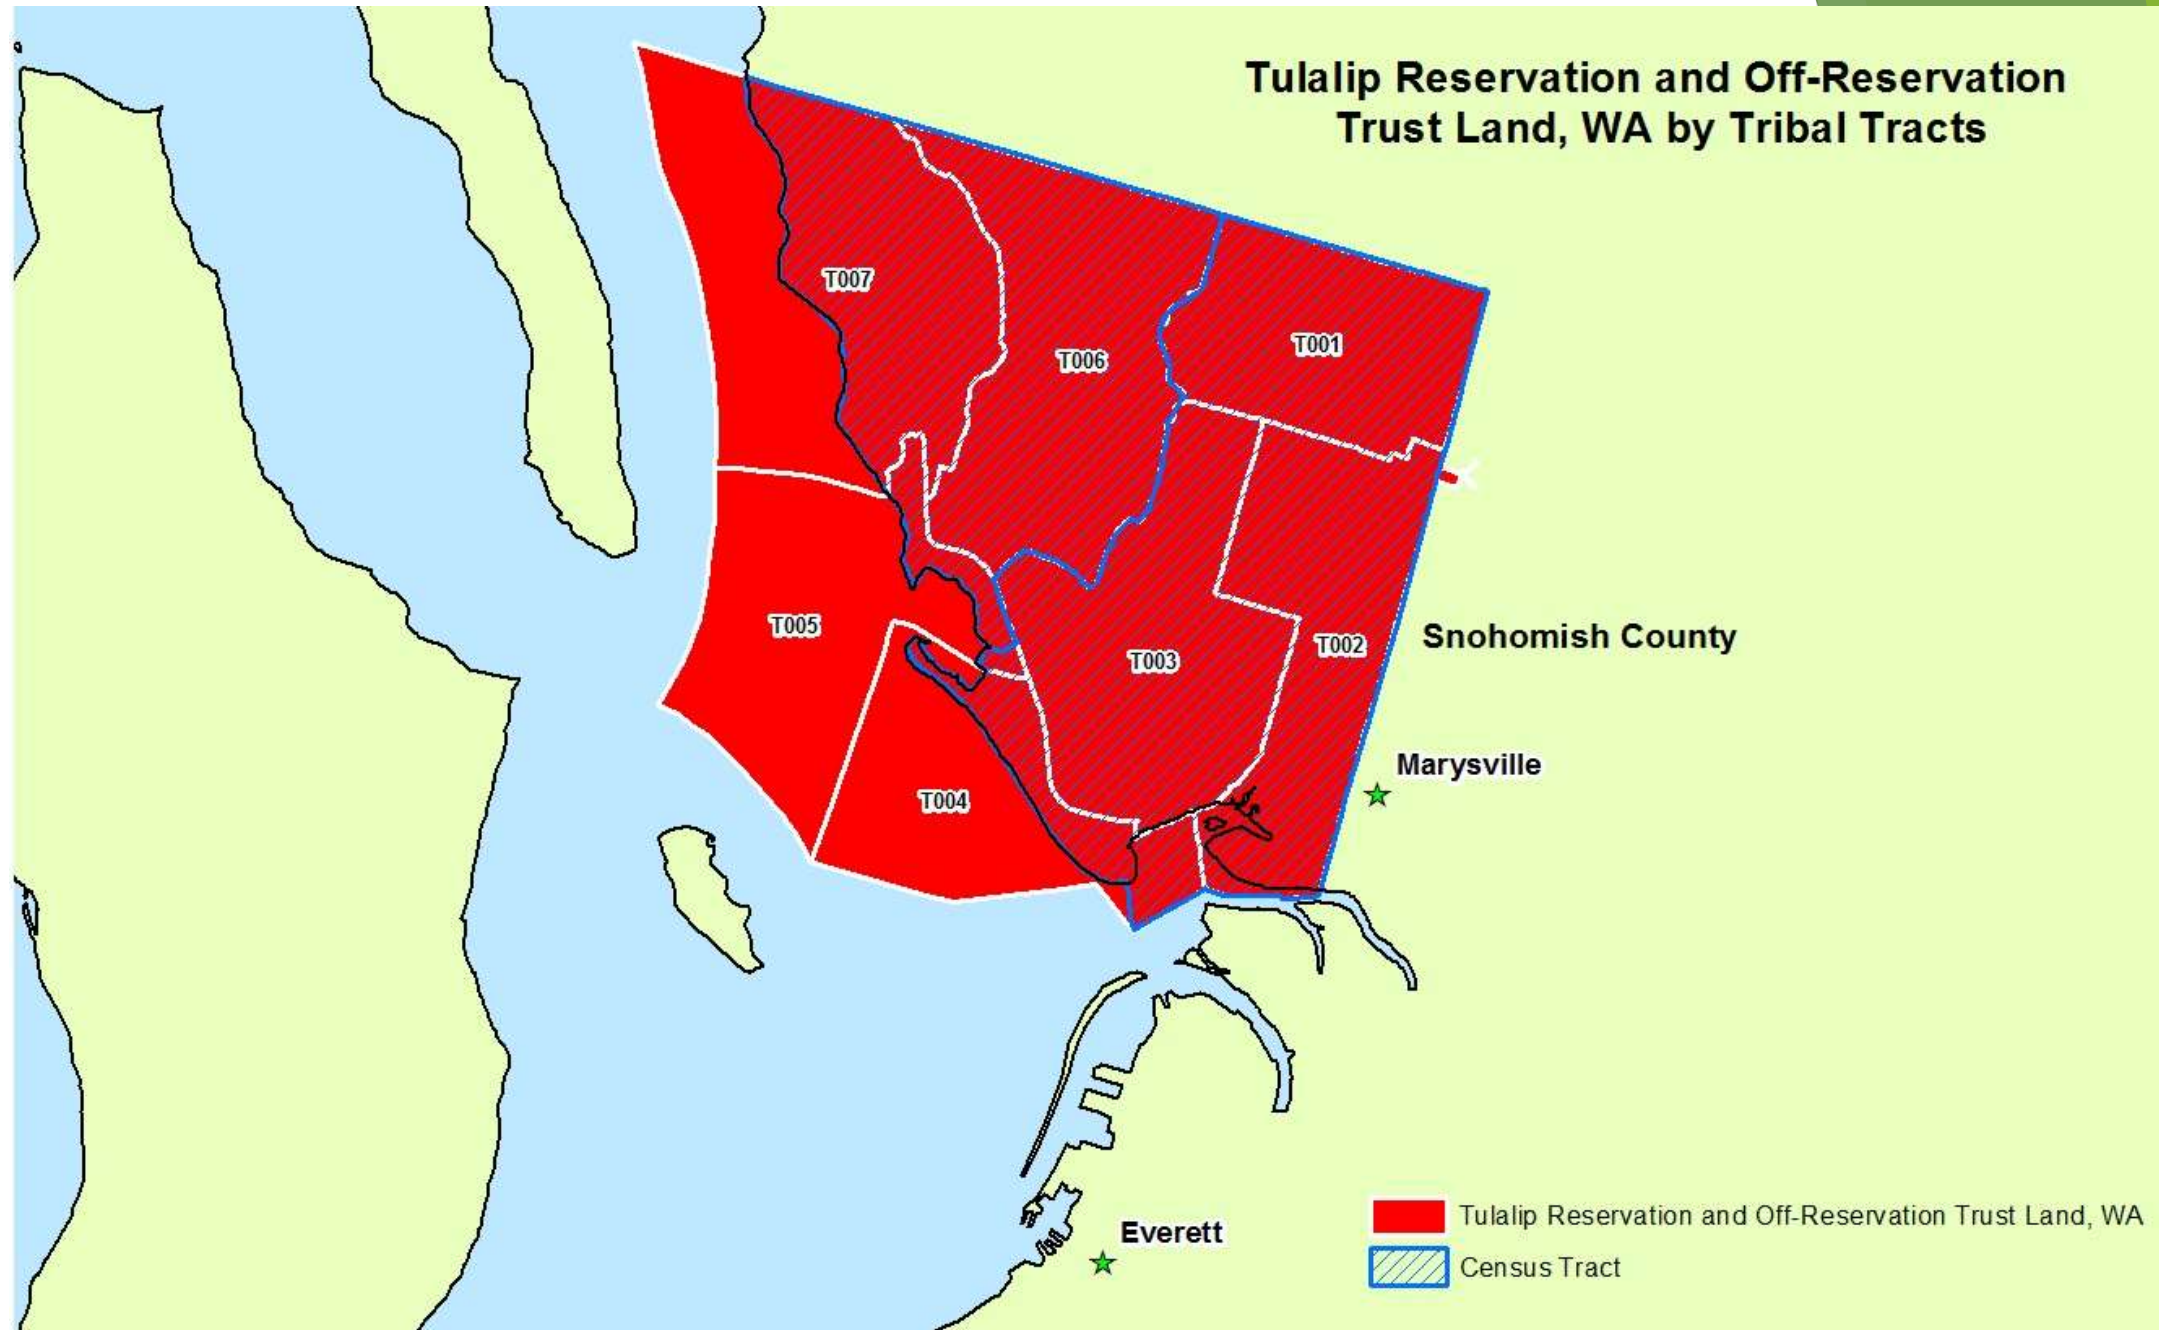 Tulalip Reservation and Off-Reservation
Trust Land, WA by Tribal Tracts
T007
T006
T001
T005
T003
T002
Snohomish County
Marysville
T004
Everett
Tulalip Reservation and Off-Reservation Trust Land, WA
Census Tract